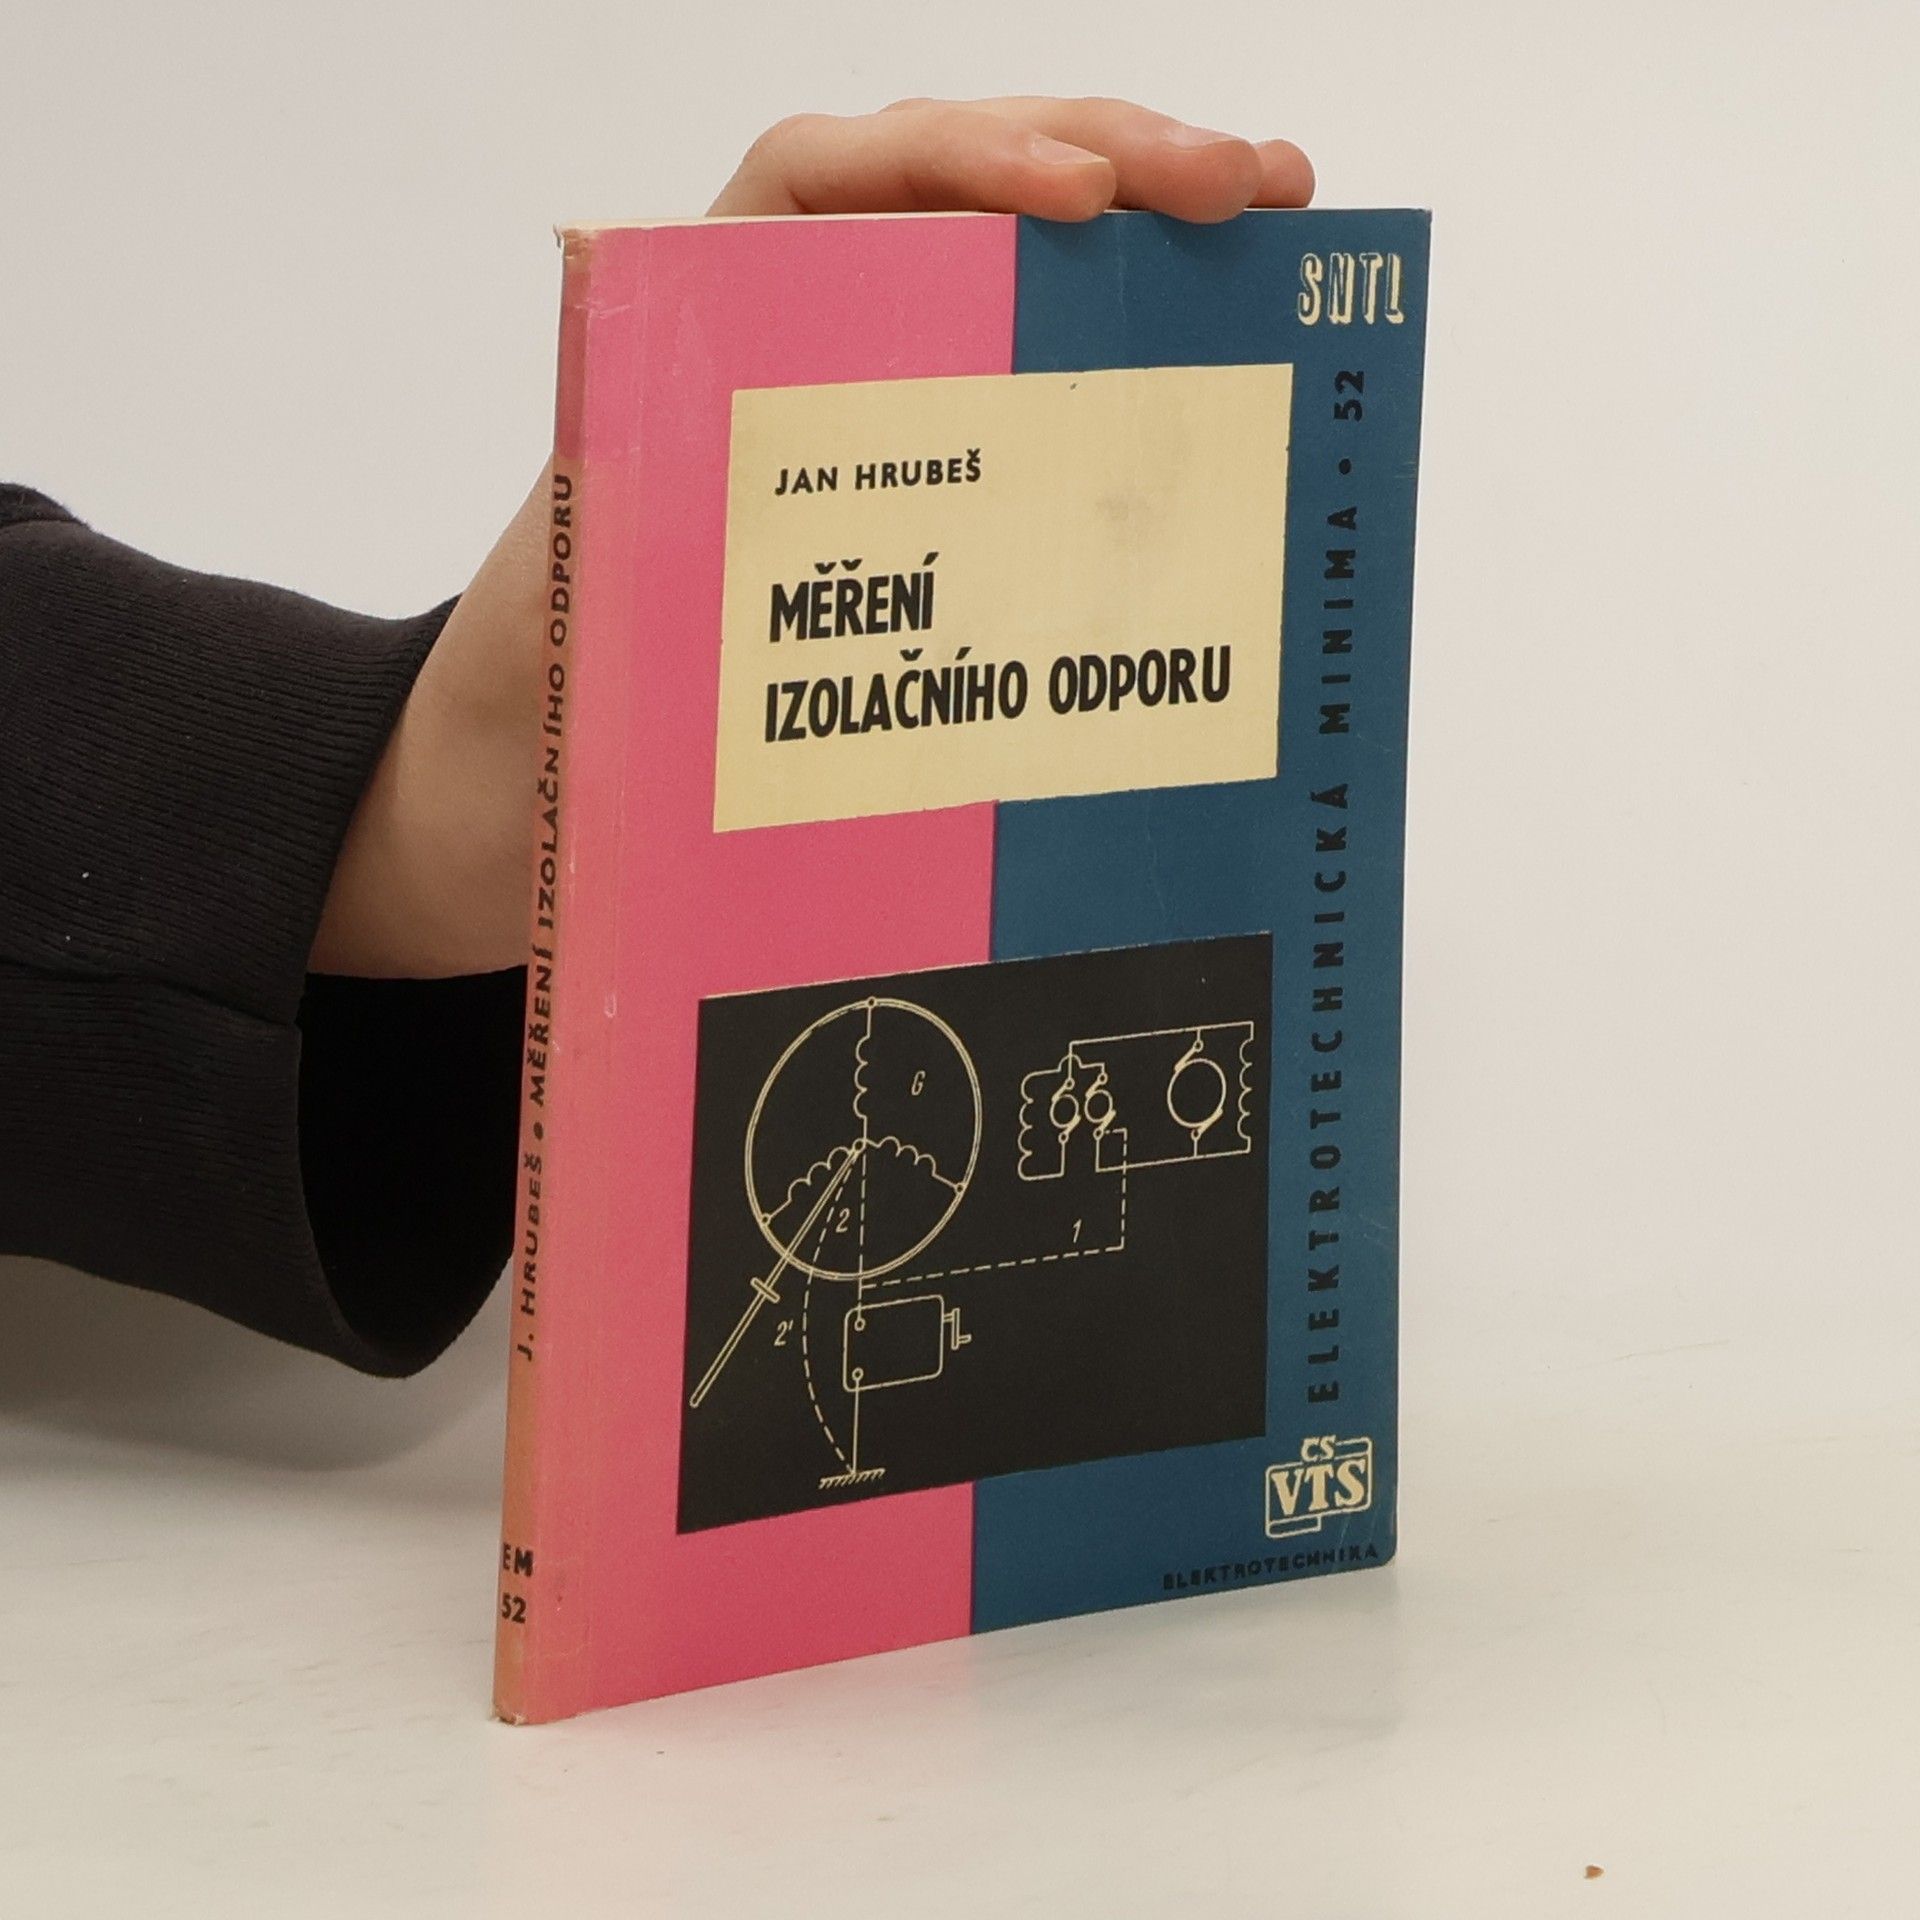 SNTL
JAN HRUBEŠ
MĚŘENÍ
IZOLAČNÍHO ODPORU
ELEKTROTECHNICKÁ MINIMA • 52
G
2
1
2'
ČS
VTS
ELEKTROTECHNIKA
J. HRUBEŠ • MĚŘENÍ IZOLAČNÍHO ODPORU
EM
52